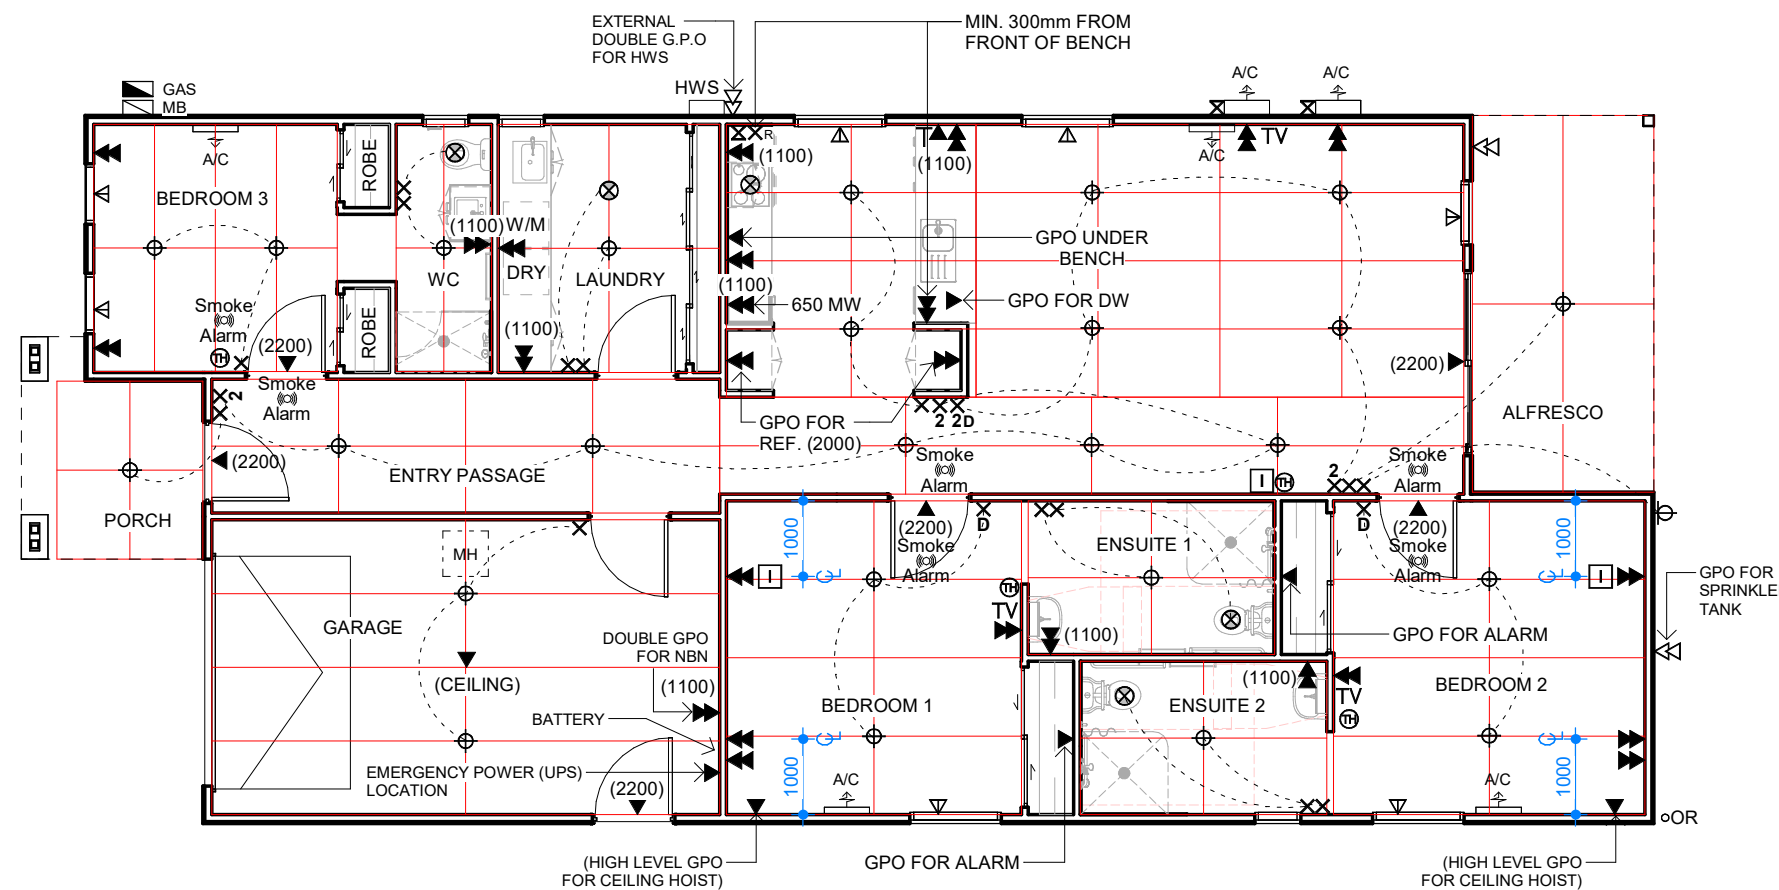 EXTERNAL
DOUBLE G.P.O
FOR HWS
MIN. 300mm FROM
FRONT OF BENCH
GAS
MB
HWS
A/C
A/C
R
T
TV
A/C
A/C
(1100)
(1100)
BEDROOM 3
ROBE
(1100)
W/M
GPO UNDER
BENCH
DRY
LAUNDRY
WC
(1100)
650 MW
GPO FOR DW
Smoke
Alarm
TH
(2200)
ROBE
(1100)
(2200)
Smoke
Alarm
2
2
2D
GPO FOR
REF. (2000)
ALFRESCO
(2200)
ENTRY PASSAGE
Smoke
Alarm
I
TH
2
Smoke
Alarm
PORCH
MH
1000
(2200)
D
ENSUITE 1
D
(2200)
1000
Smoke
Alarm
Smoke
Alarm
I
CL
TH
CL
I
GPO FOR
SPRINKLE
TANK
GARAGE
DOUBLE GPO
FOR NBN
TV
(1100)
GPO FOR ALARM
(CEILING)
(1100)
(1100)
BEDROOM 2
TV
BEDROOM 1
ENSUITE 2
TH
BATTERY
CL
CL
EMERGENCY POWER (UPS)
LOCATION
(2200)
1000
A/C
A/C
1000
OR
(HIGH LEVEL GPO
FOR CEILING HOIST)
GPO FOR ALARM
(HIGH LEVEL GPO
FOR CEILING HOIST)